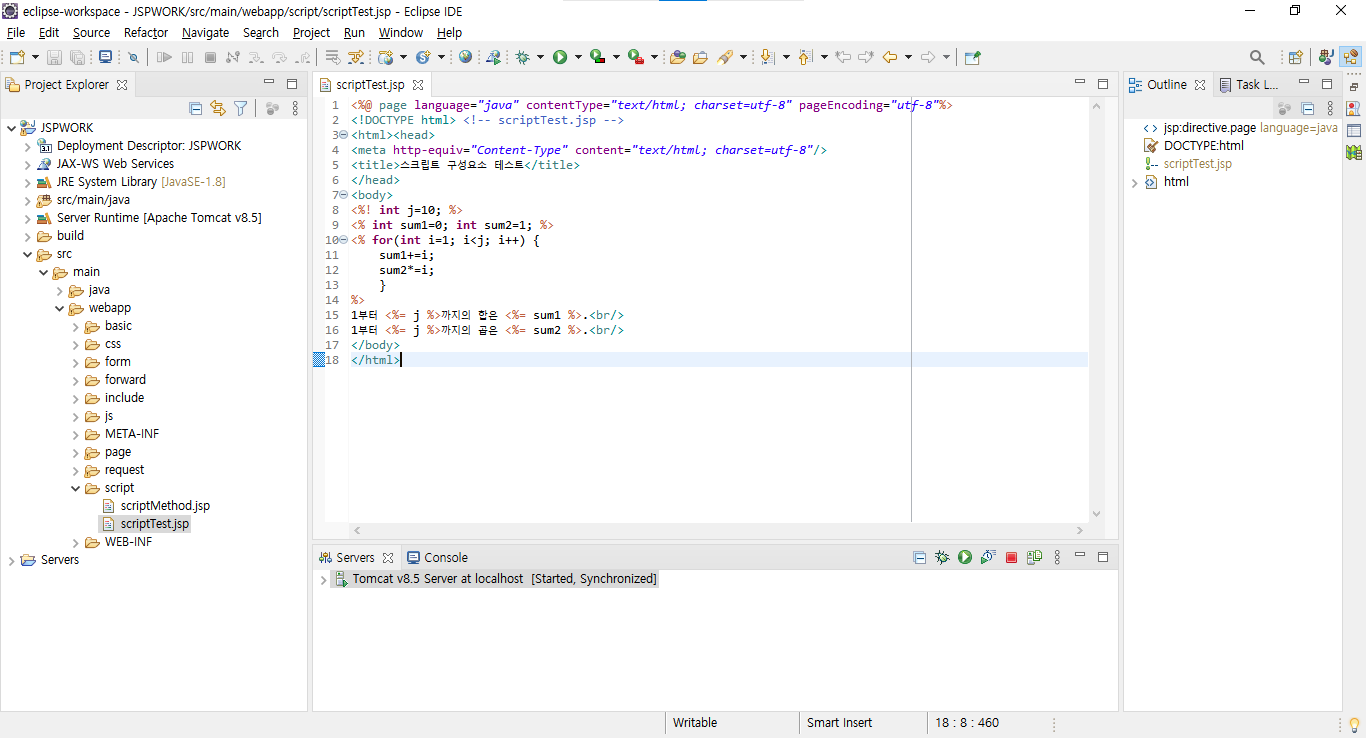 eclipse-workspace - JSPWORK/src/main/webapp/script/scriptTest.jsp - Eclipse IDE
File Edit Source Refactor Navigate Search Project Run Window Help
Project Explorer
JSPWORK
Deployment Descriptor: JSPWORK
JAX-WS Web Services
JRE System Library [JavaSE-1.8]
src/main/java
Server Runtime [Apache Tomcat v8.5]
build
src
main
java
webapp
basic
css
form
forward
include
js
META-INF
page
request
script
scriptMethod.jsp
scriptTest.jsp
WEB-INF
Servers
scriptTest.jsp
1 <%@ page language="java" contentType="text/html; charset=utf-8" pageEncoding="utf-8"%>
2 <!DOCTYPE html> <!-- scriptTest.jsp -->
3 <html><head>
4 <meta http-equiv="Content-Type" content="text/html; charset=utf-8"/>
5 <title>스크립트 구성요소 테스트</title>
6 </head>
7 <body>
8 <%! int j=10; %>
9 <% int sum1=0; int sum2=1; %>
10 <% for(int i=1; i<j; i++) {
11 sum1+=i;
12 sum2*=i;
13 }
14 %>
15 1부터 <%= j %>까지의 합은 <%= sum1 %>.<br/>
16 1부터 <%= j %>까지의 곱은 <%= sum2 %>.<br/>
17 </body>
18 </html>
Servers Console
Tomcat v8.5 Server at localhost [Started, Synchronized]
Outline Task L...
jsp:directive.page language=java
DOCTYPE:html
scriptTest.jsp
html
Writable Smart Insert 18 : 8 : 460